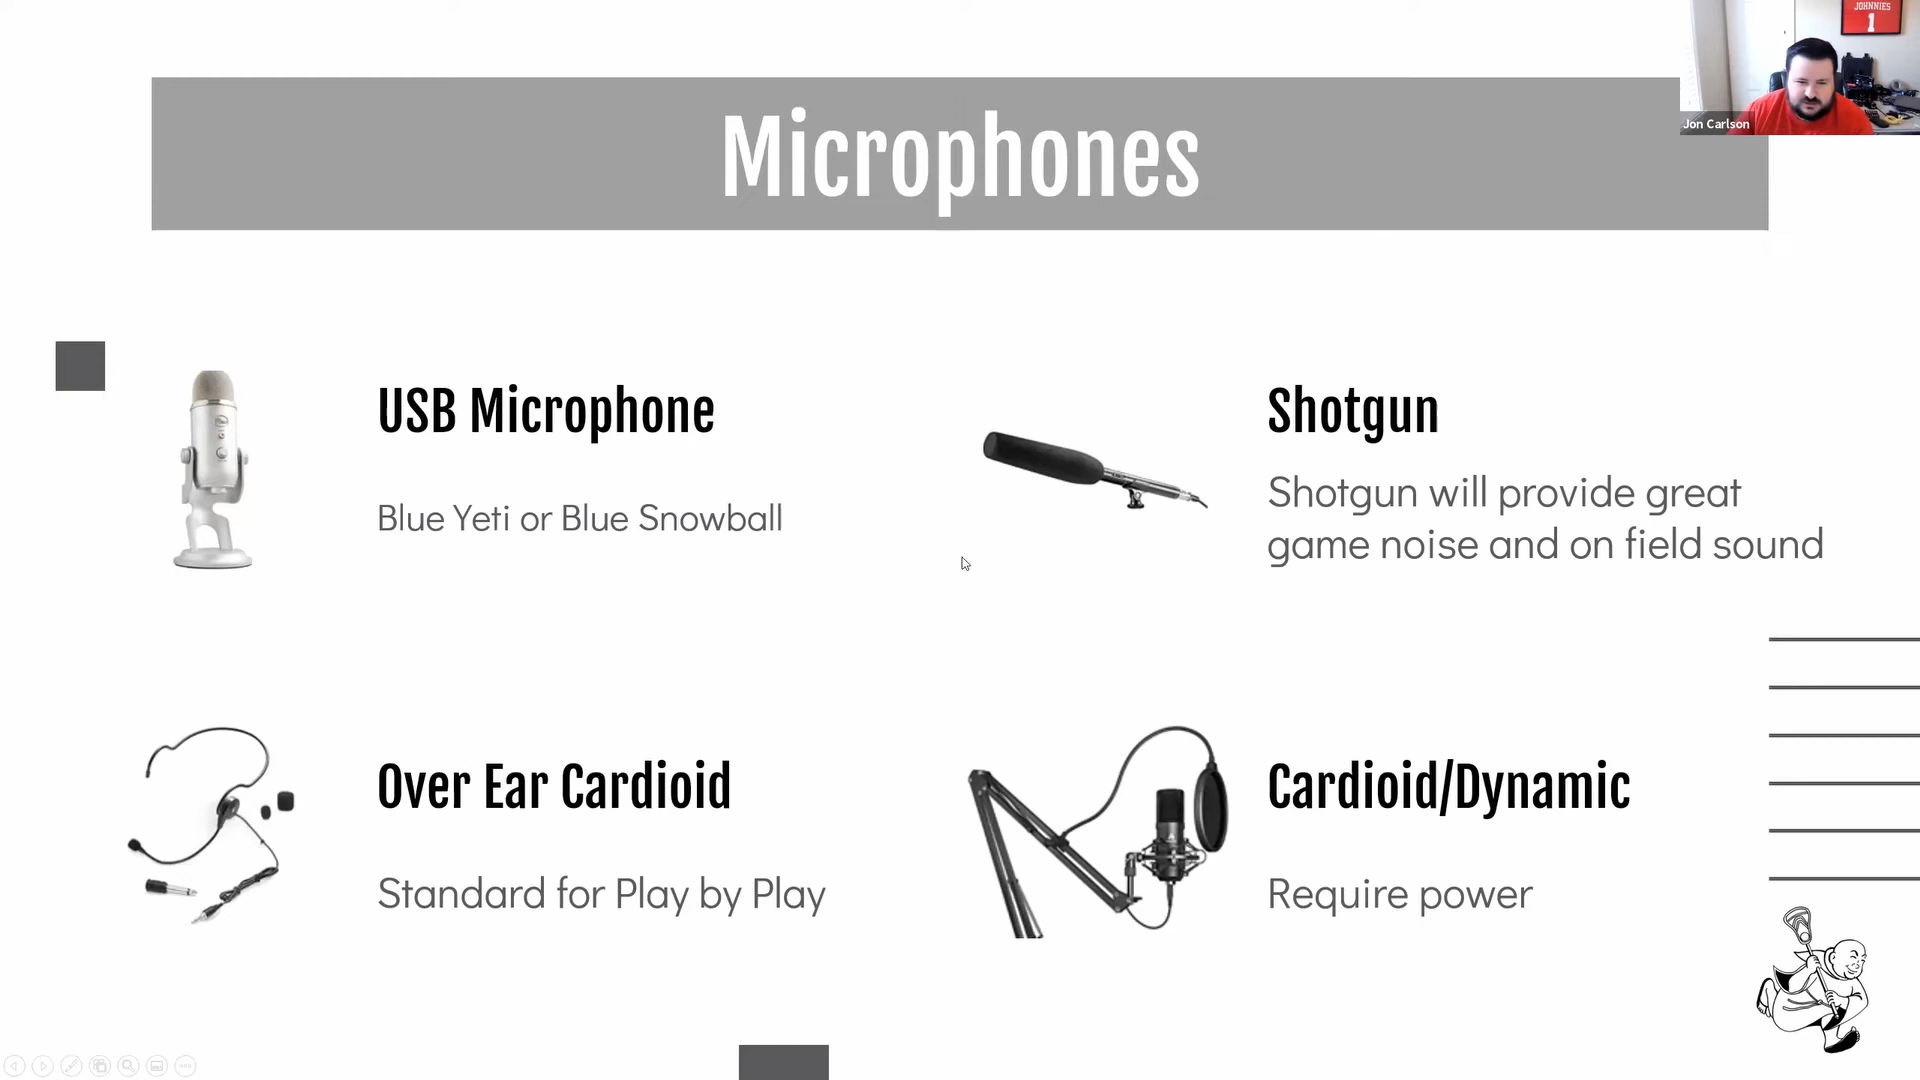 JOHNNIES
1
Jon Carlson
Microphones
USB Microphone
Blue Yeti or Blue Snowball
Shotgun
Shotgun will provide great
game noise and on field sound
Over Ear Cardioid
Standard for Play by Play
Cardioid/Dynamic
Require power